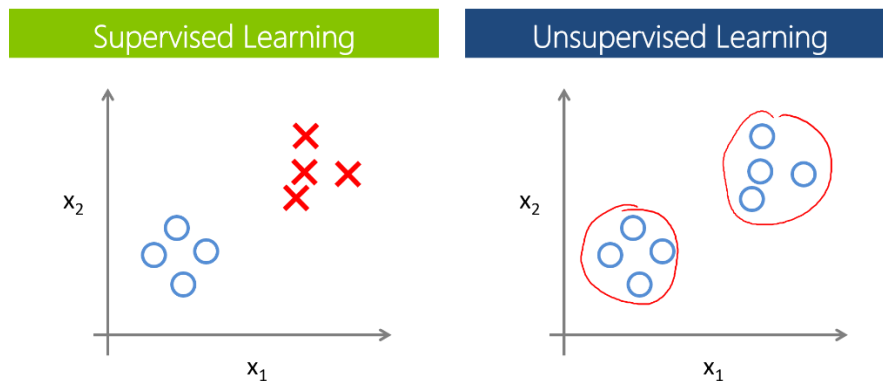 Supervised Learning
x₂
x₁
Unsupervised Learning
x₂
x₁